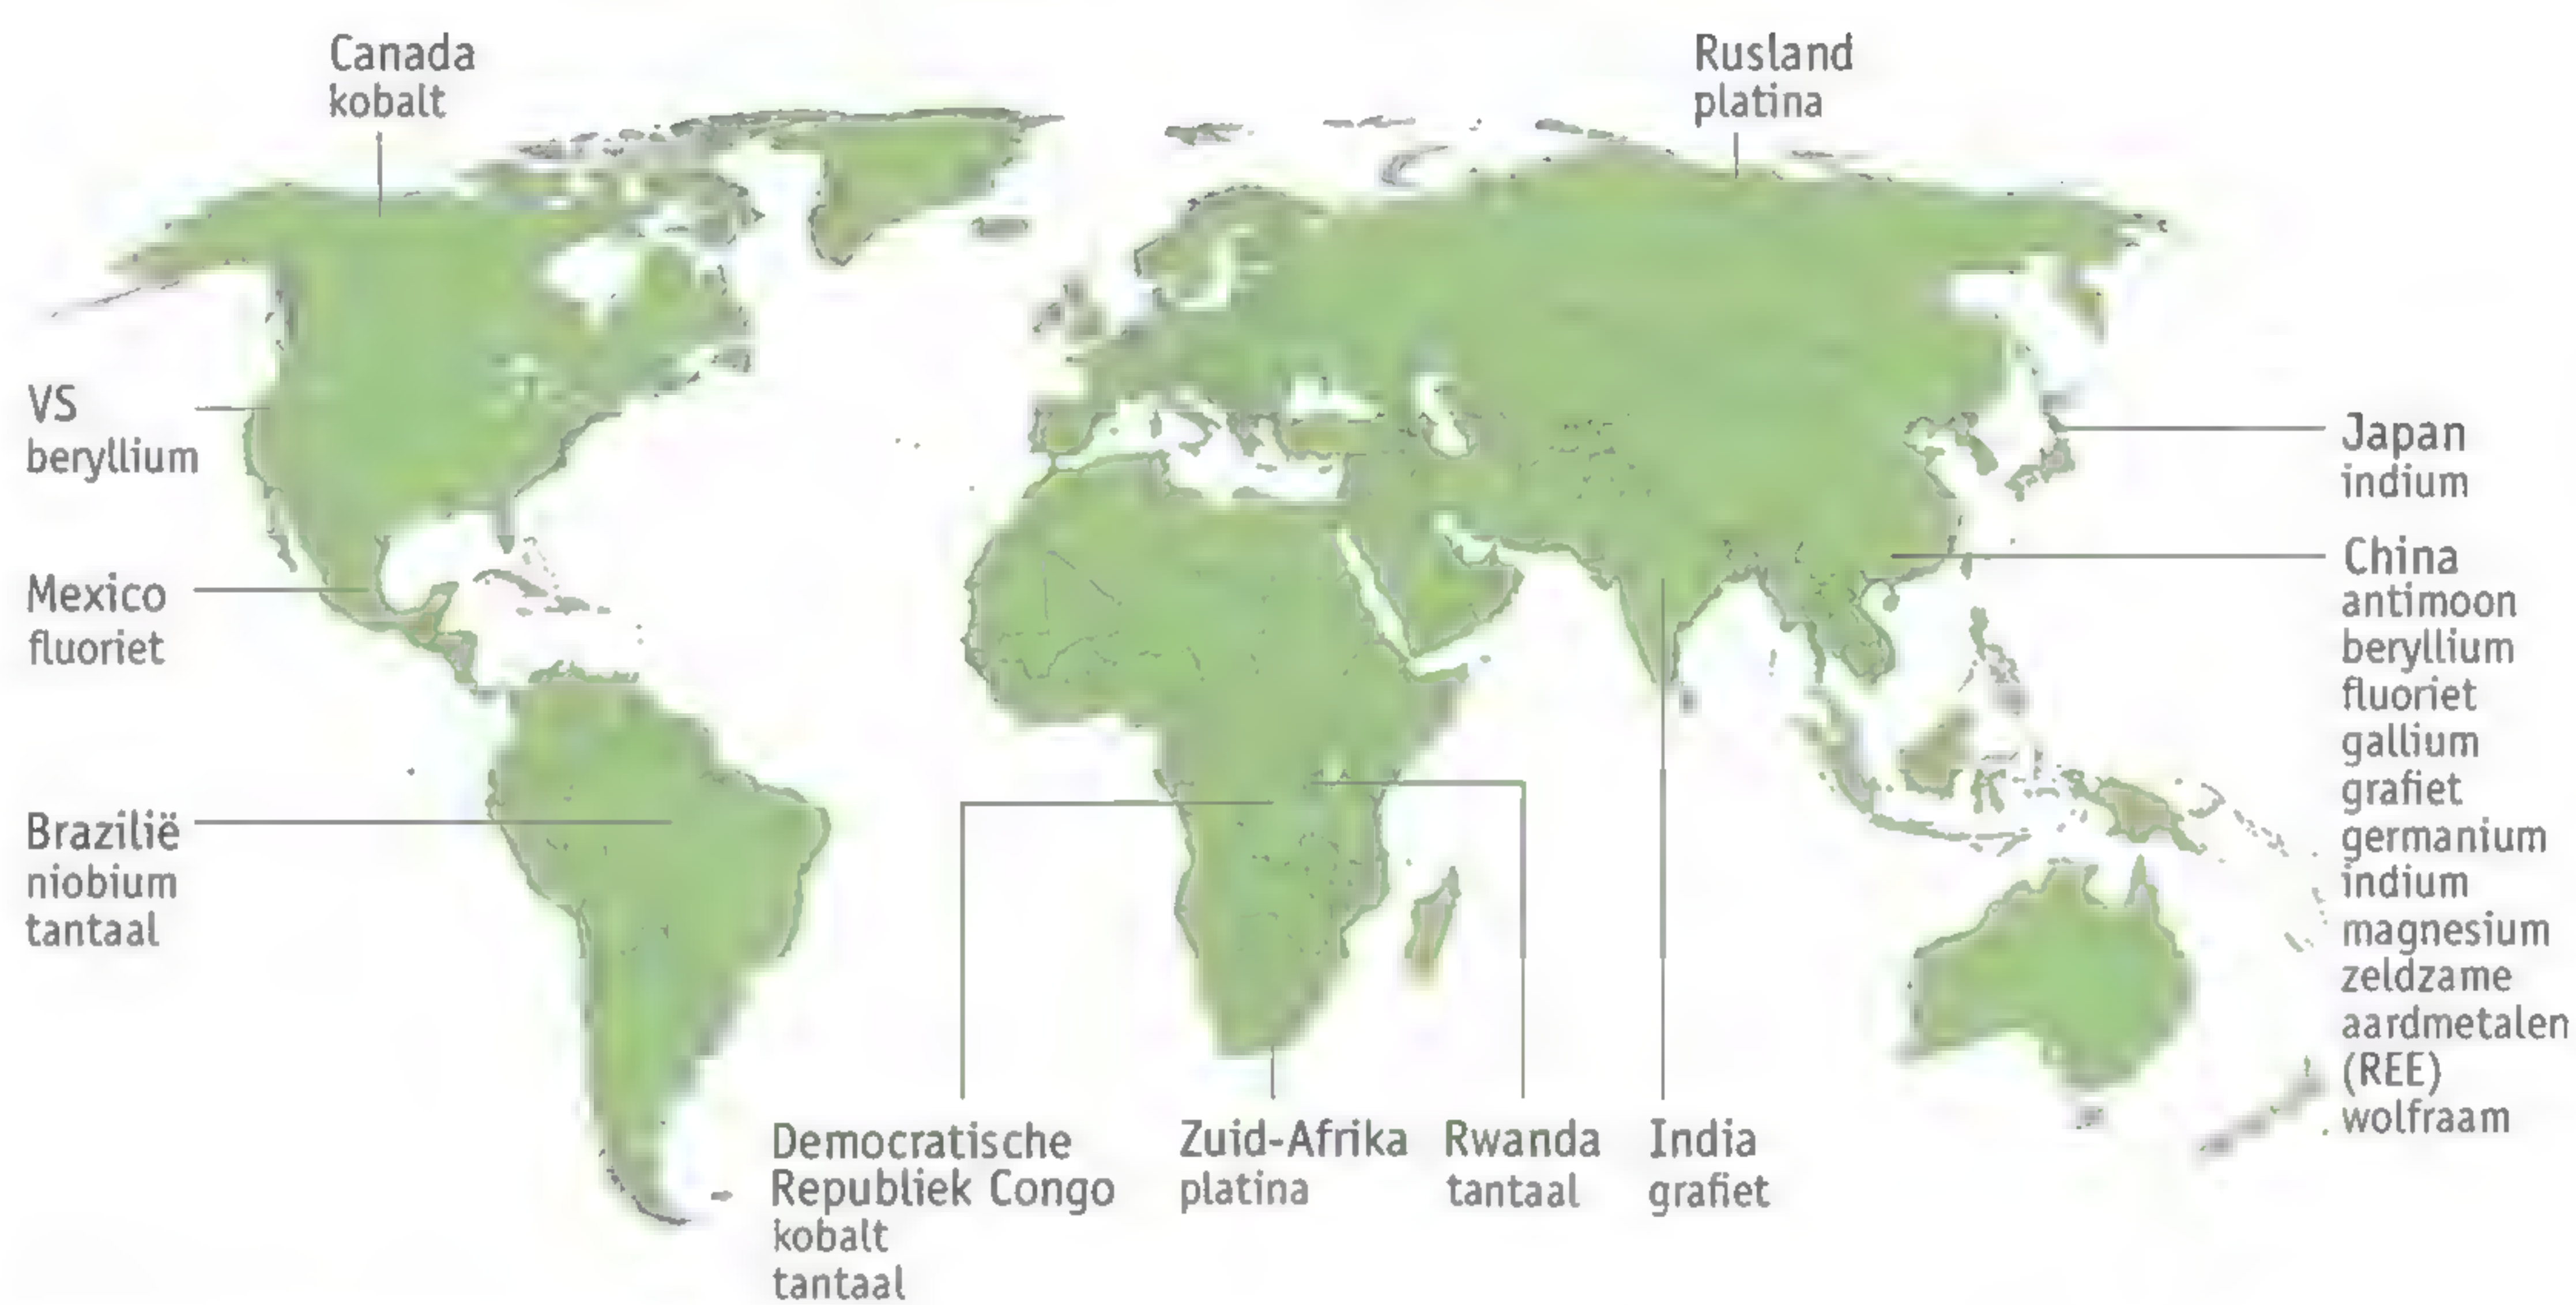 Canada
kobalt
Rusland
platina
VS
beryllium
Mexico
fluoriet
Brazilië
niobium
tantaal
Democratische
Republiek Congo
kobalt
tantaal
Zuid-Afrika
platina
Rwanda
tantaal
India
grafiet
Japan
indium
China
antimoon
beryllium
fluoriet
gallium
grafiet
germanium
indium
magnesium
zeldzame
aardmetalen
(REE)
wolfraam